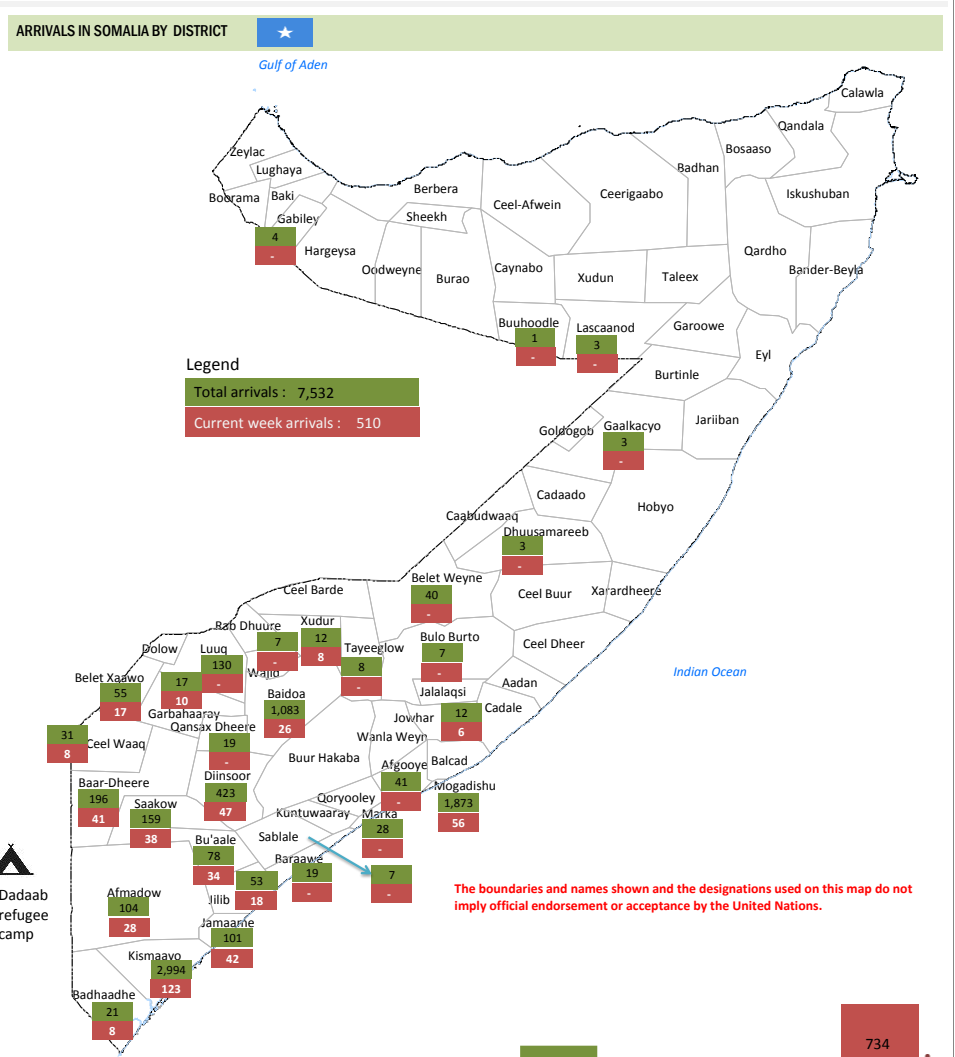 ARRIVALS IN SOMALIA BY DISTRICT
Gulf of Aden
Calawla
Qandala
Bosaaso
Zeylac
Badhan
Lughaya
Berbera
Ceerigaabo
Iskushuban
Boorama
Baki
Ceel-Afwein
Gabiley
Sheekh
4
-
Hargeysa
Qardho
Oodweyne
Caynabo
Bander-Beyla
Burao
Xudun
Taleex
Buuhoodle
1
-
Lascaanod
3
-
Garoowe
Eyl
Legend
Total arrivals : 7,532
Current week arrivals : 510
Burtinle
Jariiban
Goldogob
Gaalkacyo
3
-
Cadaado
Hobyo
Caabudwaaq
Dhuusamareeb
3
-
Belet Weyne
40
-
Ceel Barde
Ceel Buur
Xarardheere
Rab Dhuure
7
-
Xudur
12
8
Tayeeglow
8
-
Bulo Burto
7
-
Ceel Dheer
Dolow
Luuq
130
-
Wajid
Indian Ocean
Belet Xaawo
55
17
17
10
Garbahaaray
Baidoa
1,083
26
Jalalaqsi
Aadan
Cadale
Jowhar
12
6
31
8
Ceel Waaq
Qansax Dheere
19
-
Wanla Weyn
Buur Hakaba
Balcad
Afgooye
41
-
Diinsoor
423
47
Baar-Dheere
196
41
Mogadishu
1,873
56
Saakow
159
38
Qoryooley
Kuntuwaaray
Marka
28
-
Sablale
7
-
Bu'aale
78
34
Baraawe
19
-
53
18
Jilib
Dadaab
refugee
camp
Afmadow
104
28
The boundaries and names shown and the designations used on this map do not
imply official endorsement or acceptance by the United Nations.
Jamaame
101
42
Kismaayo
2,994
123
Badhaadhe
21
8
734